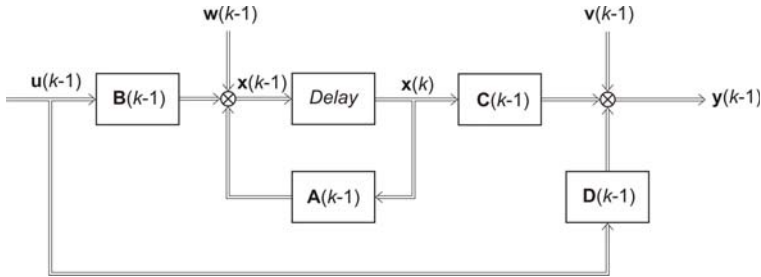 w(k-1)
v(k-1)
u(k-1)
B(k-1)
x(k-1)
Delay
x(k)
C(k-1)
y(k-1)
A(k-1)
D(k-1)